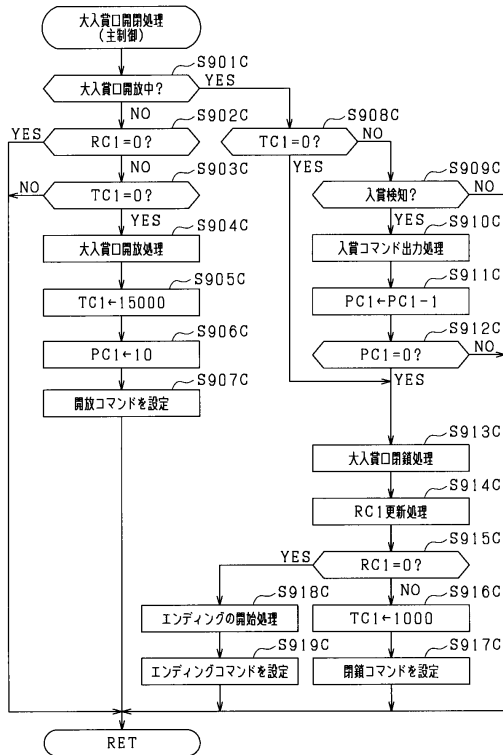 大入賞口開閉処理
(主制御)
S901C
大入賞口開放中?
YES
NO
S902C
YES
RC1=0?
NO
S903C
NO
TC1=0?
YES
S904C
大入賞口開放処理
S905C
TC1←15000
S906C
PC1←10
S907C
開放コマンドを設定
S908C
TC1=0?
NO
YES
S909C
入賞検知?
NO
YES
S910C
入賞コマンド出力処理
S911C
PC1←PC1-1
S912C
PC1=0?
NO
YES
S913C
大入賞口閉鎖処理
S914C
RC1更新処理
S915C
YES
RC1=0?
NO
S916C
TC1←1000
S917C
閉鎖コマンドを設定
S918C
エンディングの開始処理
S919C
エンディングコマンドを設定
RET